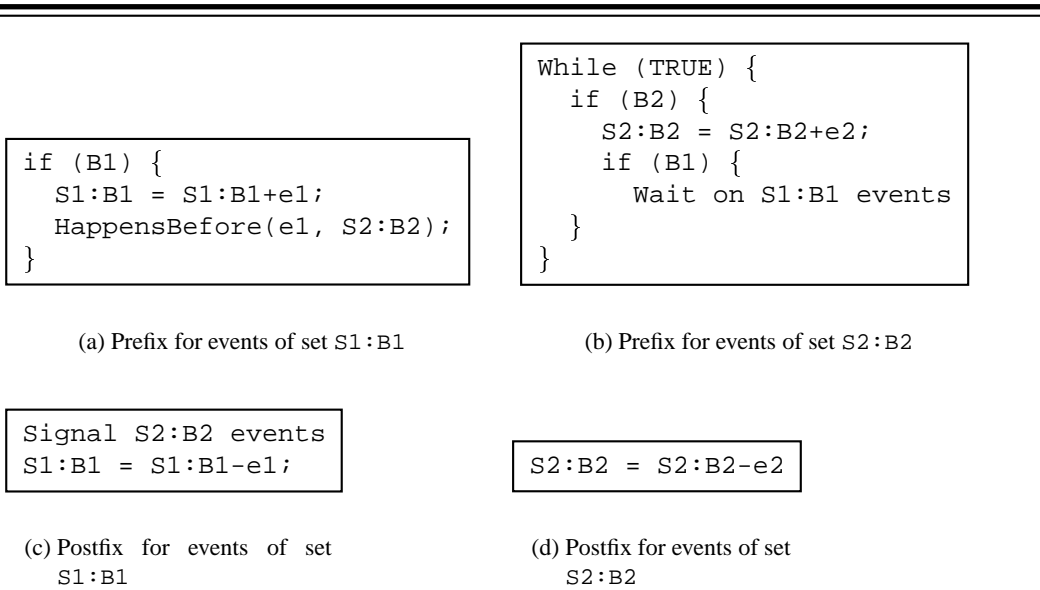 if (B1) {
  S1:B1 = S1:B1+e1;
  HappensBefore(e1, S2:B2);
}
(a) Prefix for events of set S1:B1
While (TRUE) {
  if (B2) {
    S2:B2 = S2:B2+e2;
    if (B1) {
      Wait on S1:B1 events
  }
}
(b) Prefix for events of set S2:B2
Signal S2:B2 events
S1:B1 = S1:B1-e1;
(c) Postfix for events of set
S1:B1
S2:B2 = S2:B2-e2
(d) Postfix for events of set
S2:B2